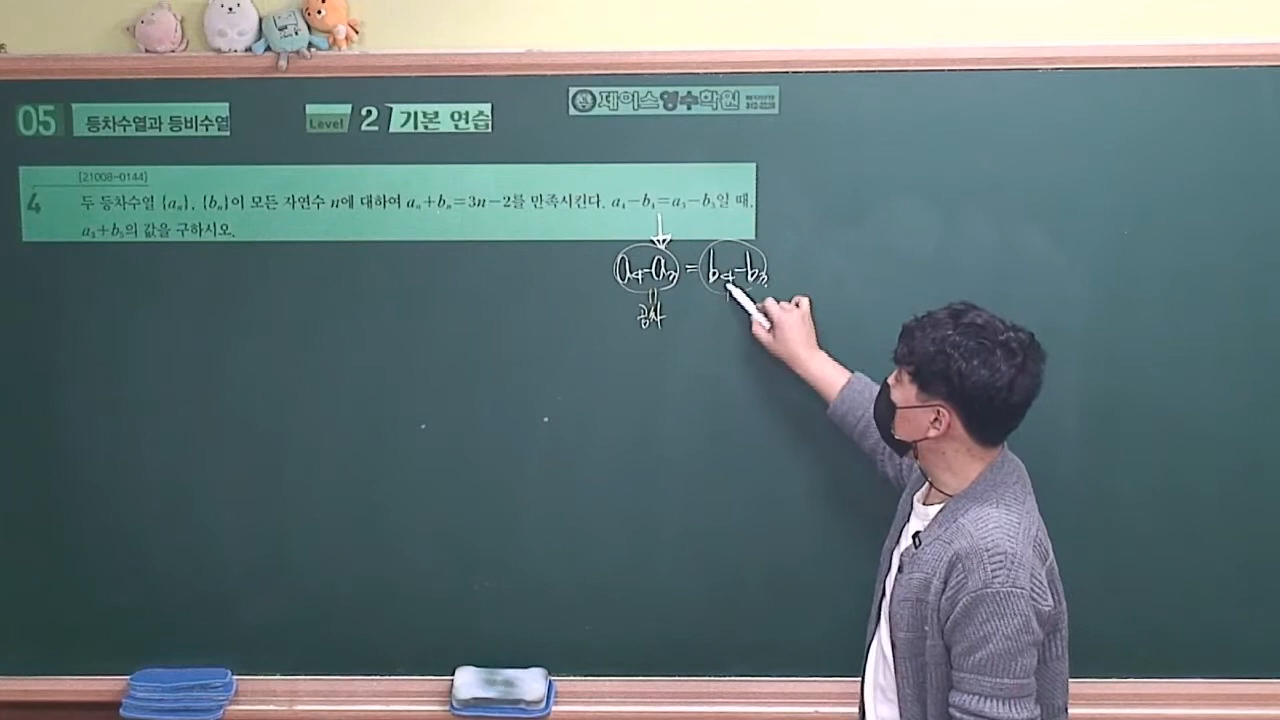 05 등차수열과 등비수열 Level 2 기본 연습 제이스영수학원
[21008-0144]
4 두 등차수열 {aₙ}, {bₙ}이 모든 자연수 n에 대하여 aₙ+bₙ=3n-2를 만족시킨다. a₄-b₄=a₃-b₃일 때,
a₃+b₅의 값을 구하시오.
a₄-a₃=b₄-b₃
공차